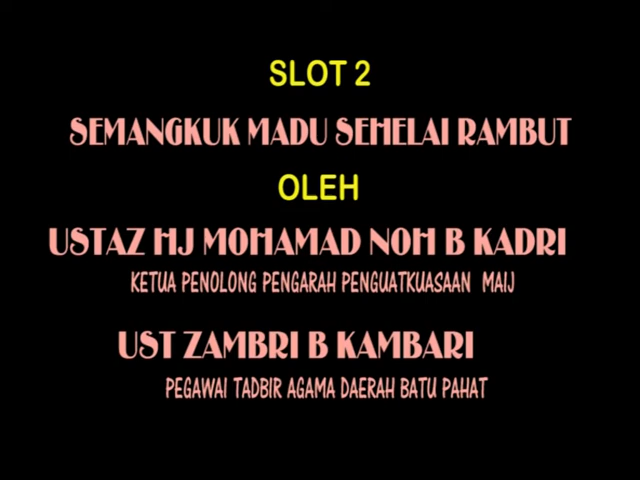 SLOT 2
SEMANGKUK MADU SEHELAI RAMBUT
OLEH
USTAZ HJ MOHAMAD NOH B KADRI
KETUA PENOLONG PENGARAH PENGUATKUASAAN MAIJ
UST ZAMBRI B KAMBARI
PEGAWAI TADBIR AGAMA DAERAH BATU PAHAT